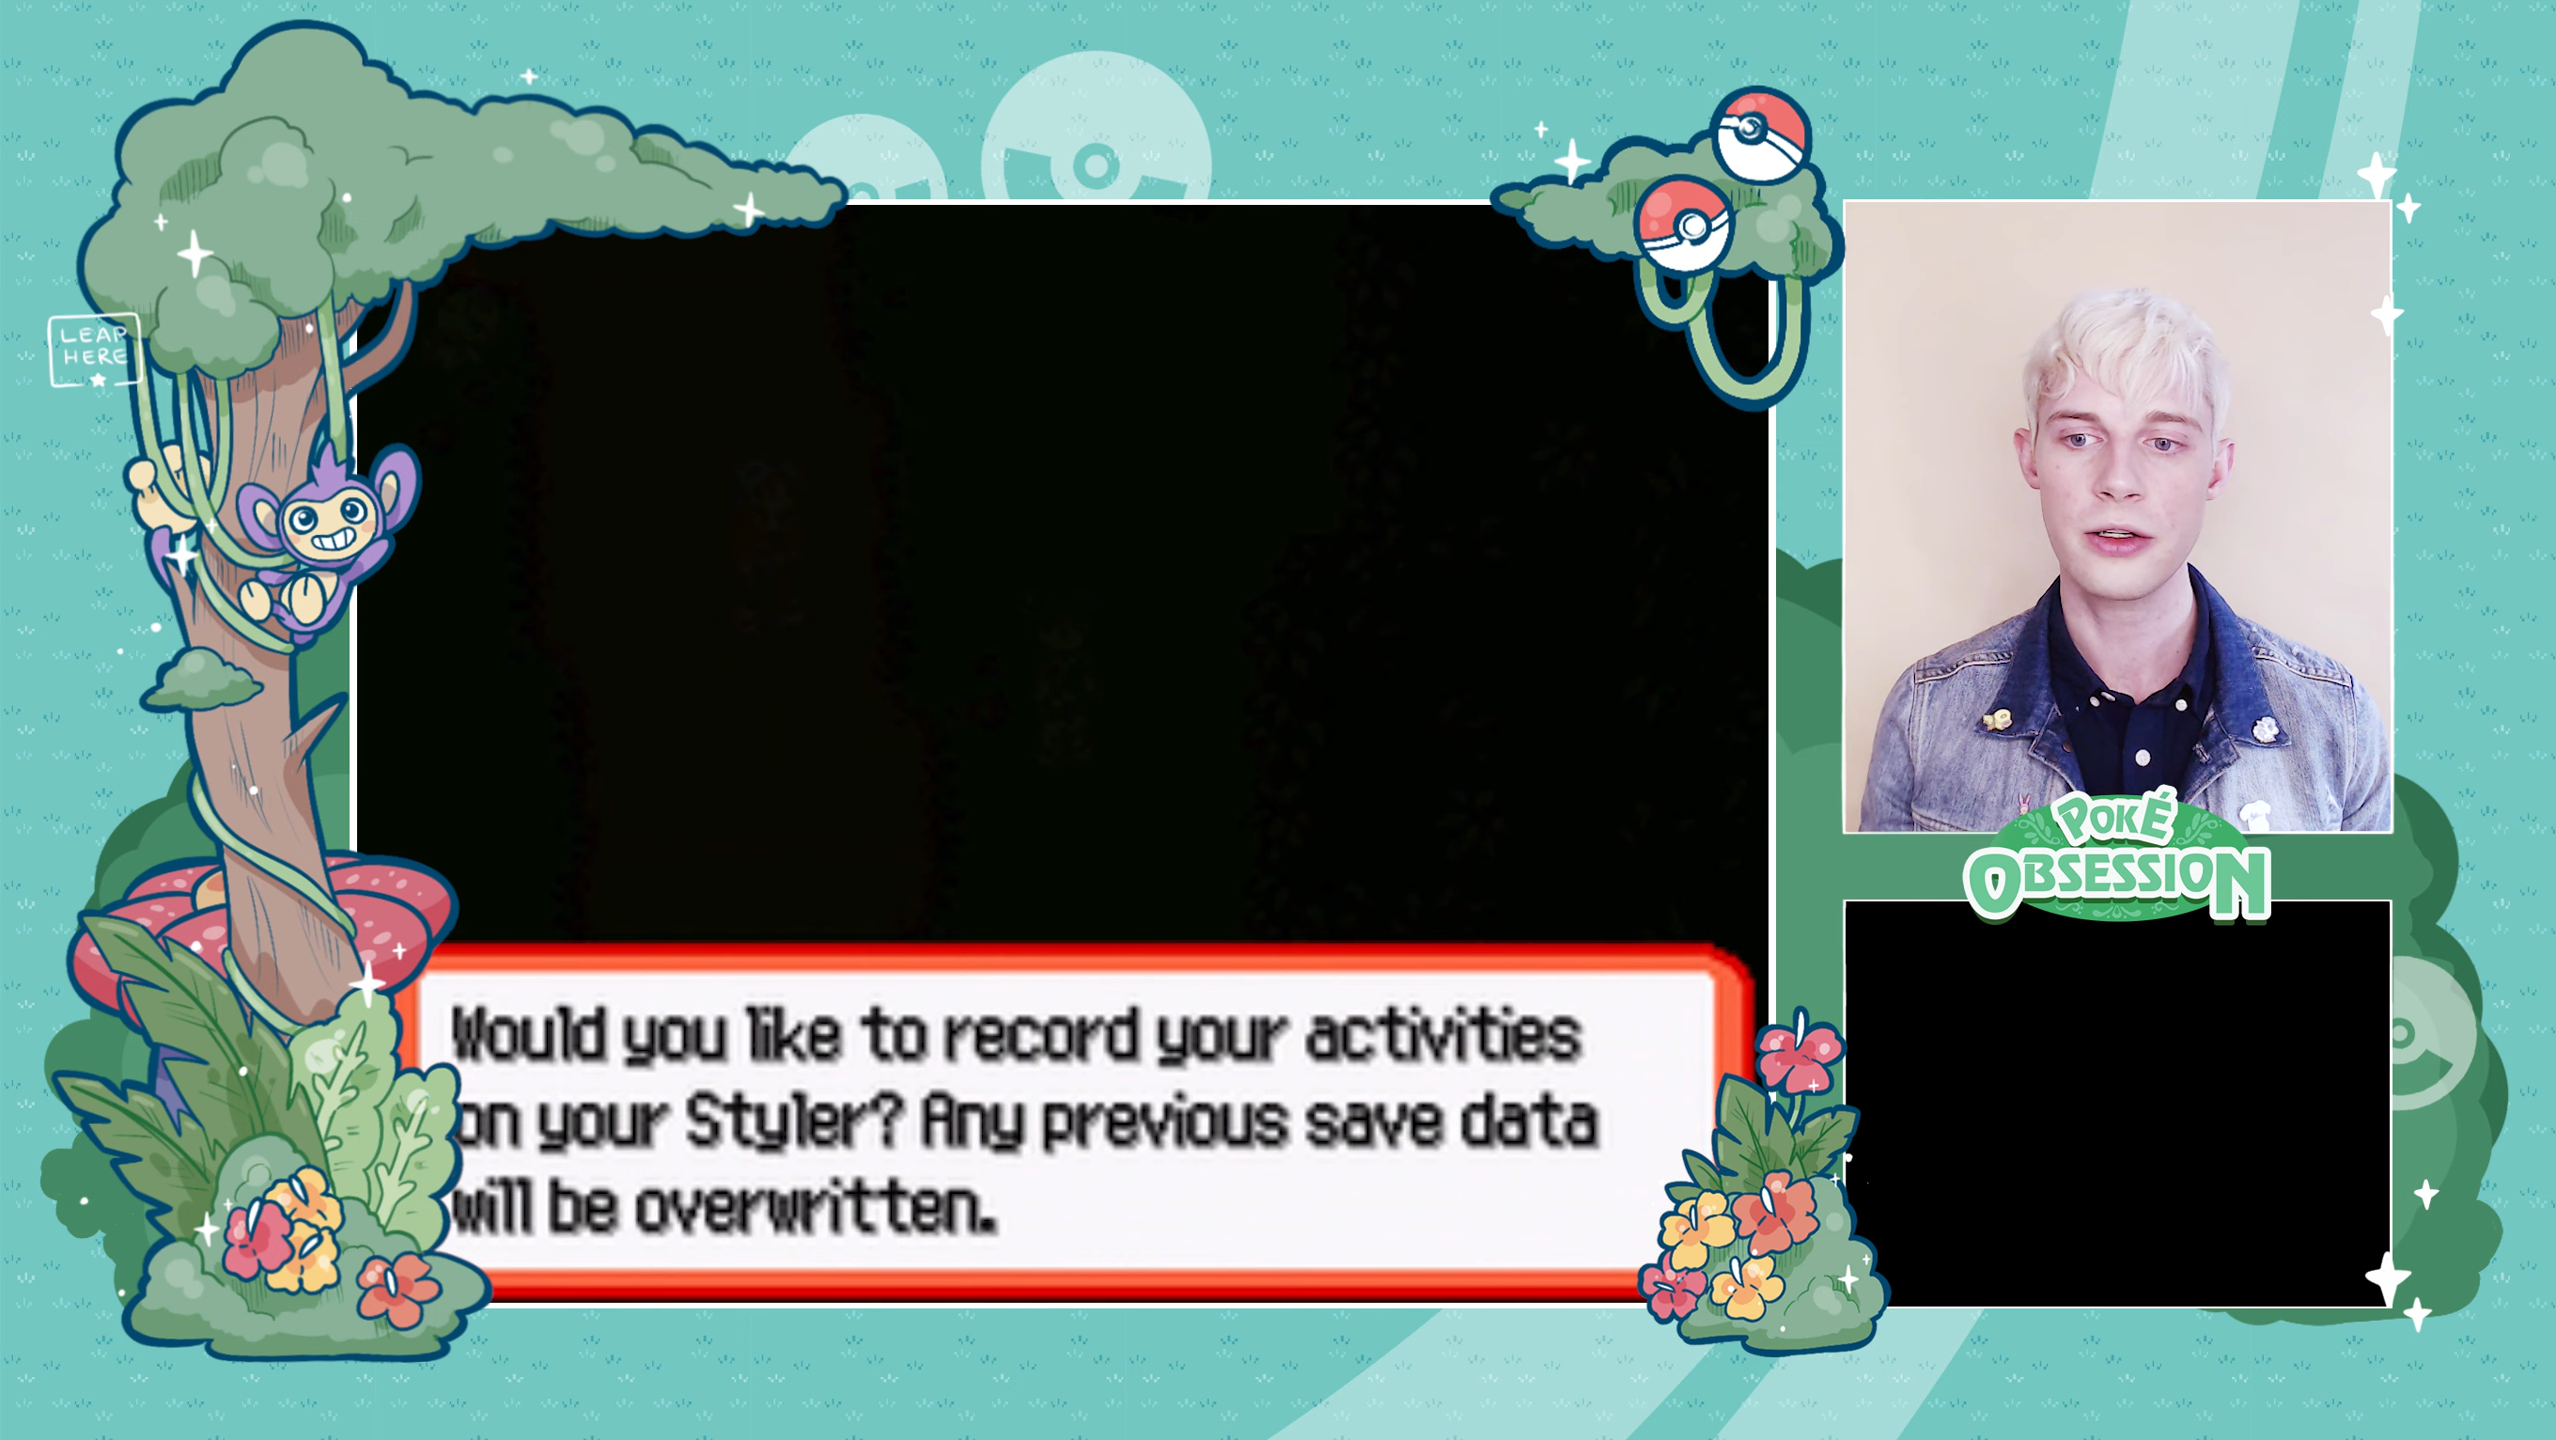 LEAP
HERE
POKÉ
OBSESSION
Would you like to record your activities
on your Styler? Any previous save data
will be overwritten.